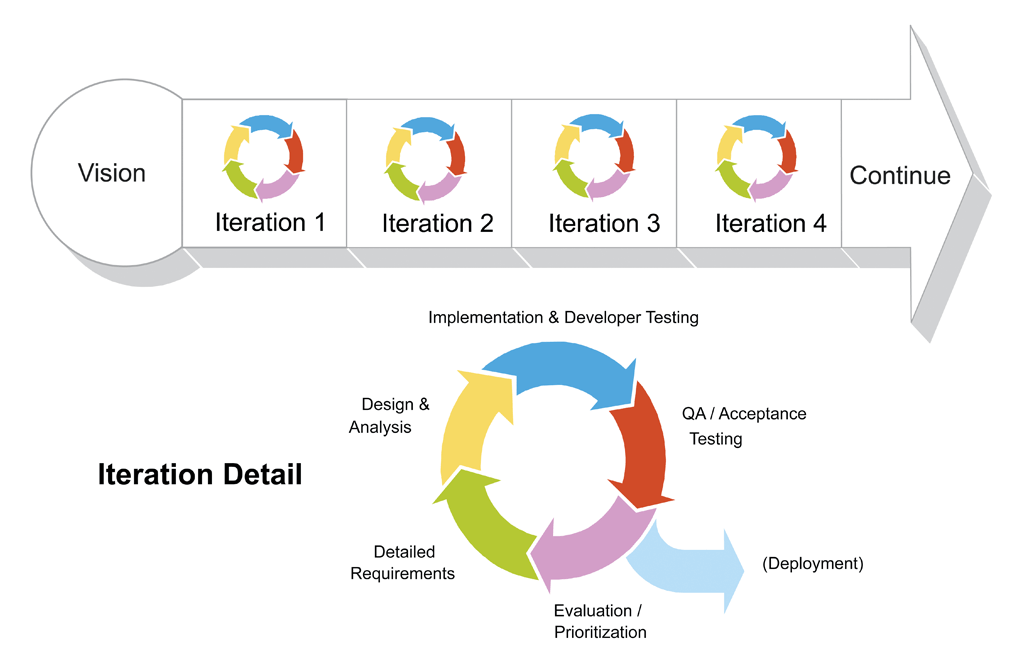 Vision
Iteration 1
Iteration 2
Iteration 3
Iteration 4
Continue
Implementation & Developer Testing
Design &
Analysis
QA / Acceptance
Testing
Iteration Detail
Detailed
Requirements
(Deployment)
Evaluation /
Prioritization